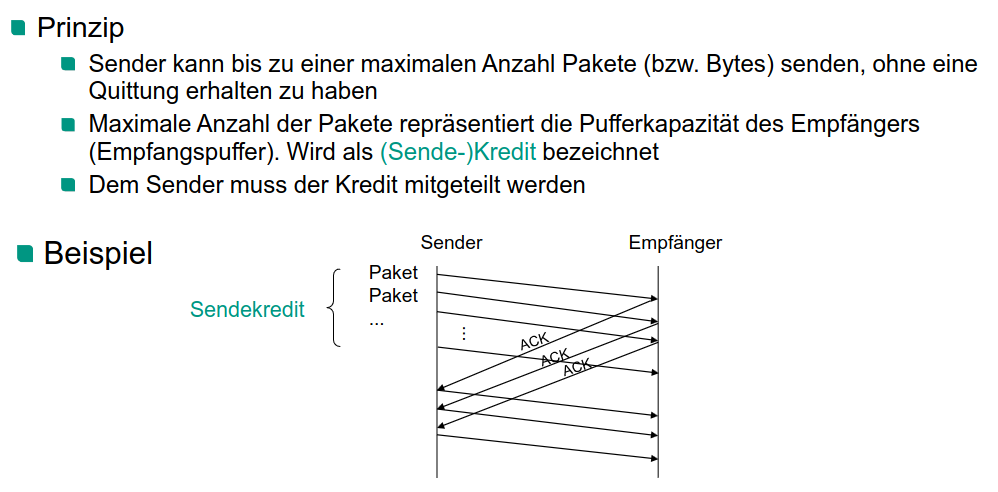 Prinzip
Sender kann bis zu einer maximalen Anzahl Pakete (bzw. Bytes) senden, ohne eine
Quittung erhalten zu haben
Maximale Anzahl der Pakete repräsentiert die Pufferkapazität des Empfängers
(Empfangspuffer). Wird als (Sende-)Kredit bezeichnet
Dem Sender muss der Kredit mitgeteilt werden
Beispiel
Sender
Empfänger
Paket
Paket
...
Sendekredit
⋮
ACK
ACK
ACK